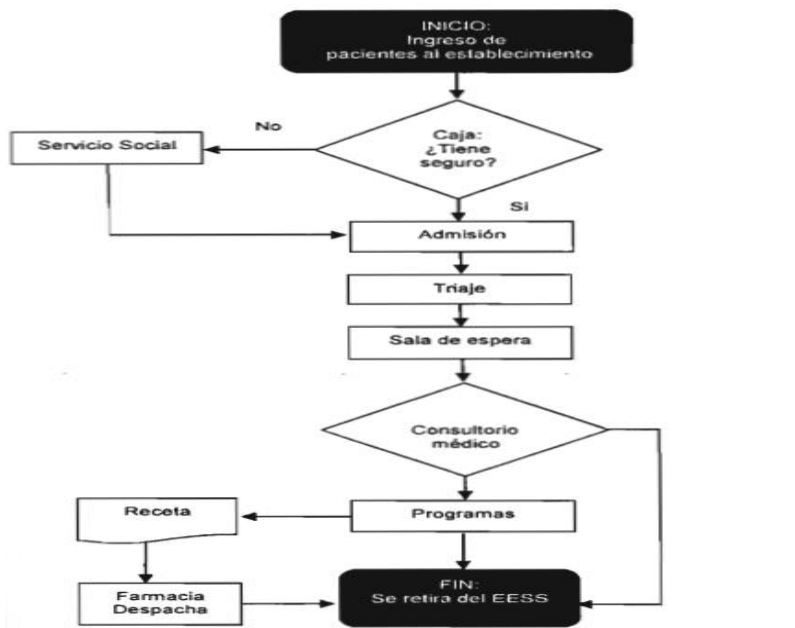 INICIO:
Ingreso de
pacientes al establecimiento
No
Caja:
¿Tiene
seguro?
Servicio Social
Si
Admisión
Triaje
Sala de espera
Consultorio
médico
Receta
Programas
Farmacia
Despacha
FIN:
Se retira del EESS